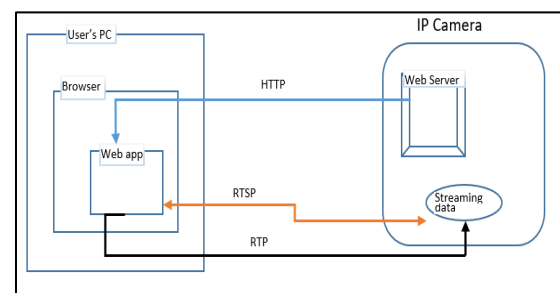 IP Camera
User's PC
Browser
HTTP
Web Server
Web app
RTSP
Streaming
data
RTP